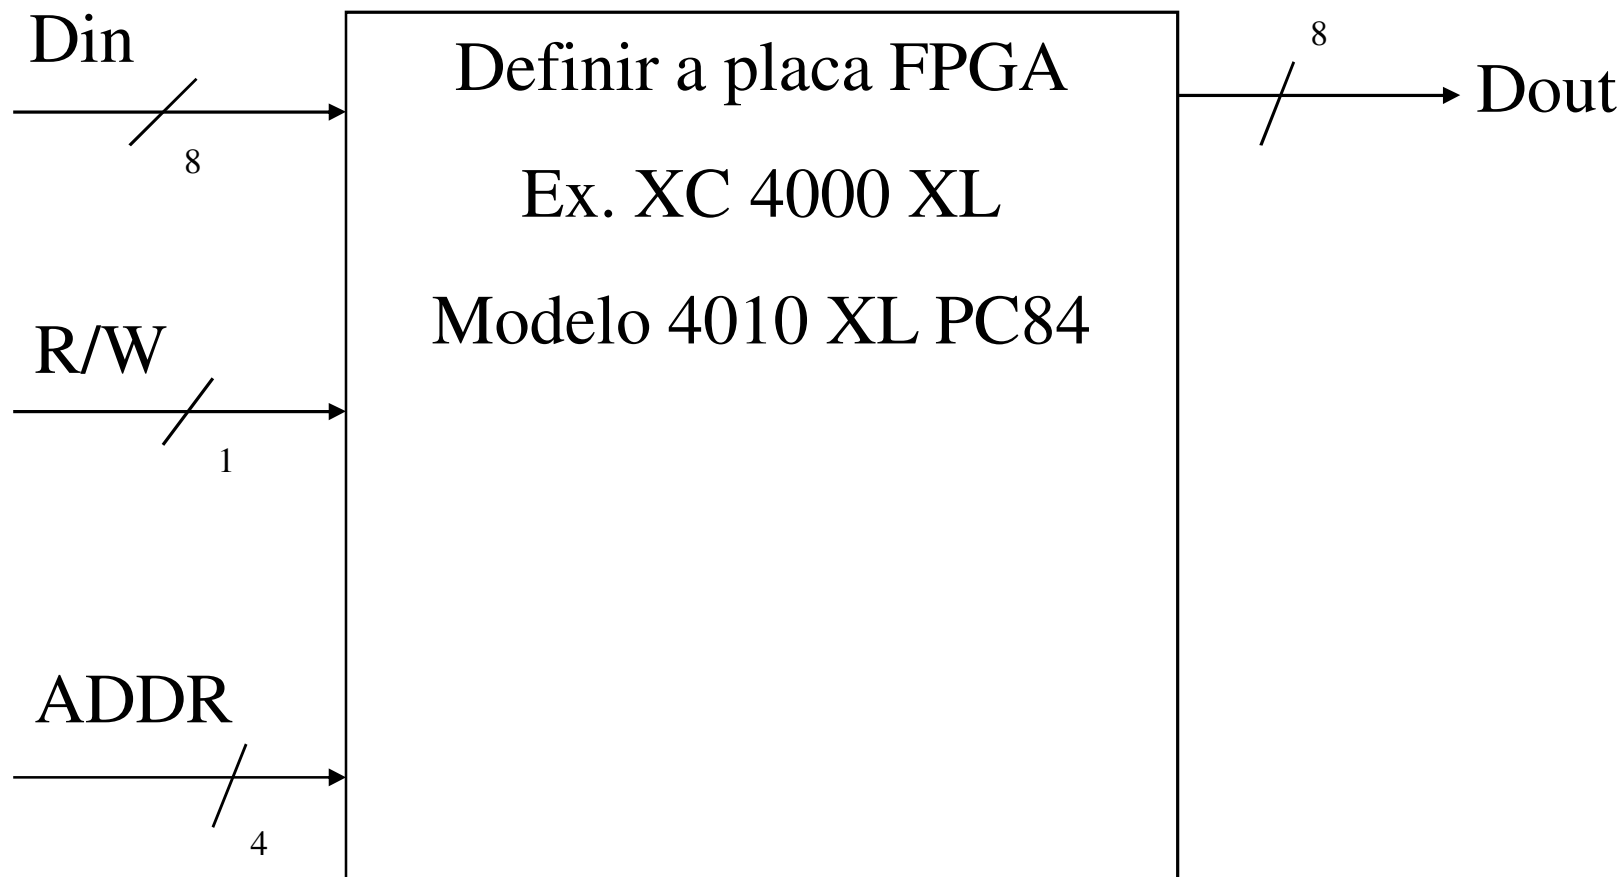 Din
8
R/W
1
ADDR
4
Definir a placa FPGA
Ex. XC 4000 XL
Modelo 4010 XL PC84
8
Dout